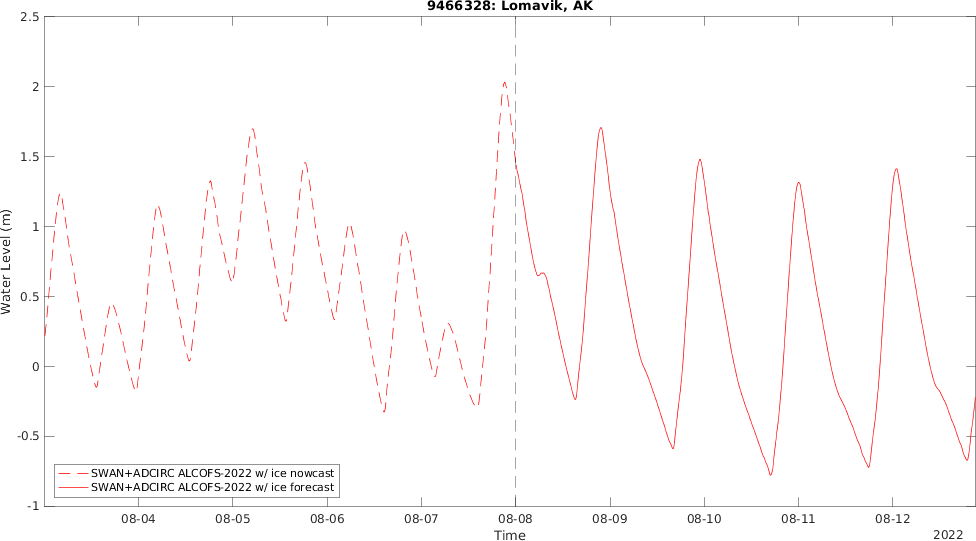 9466328: Lomavik, AK
2.5
2
1.5
1
0.5
0
-0.5
-1
Water Level (m)
SWAN+ADCIRC ALCOFS-2022 w/ ice nowcast
SWAN+ADCIRC ALCOFS-2022 w/ ice forecast
08-04 08-05 08-06 08-07 08-08 08-09 08-10 08-11 08-12
Time
2022